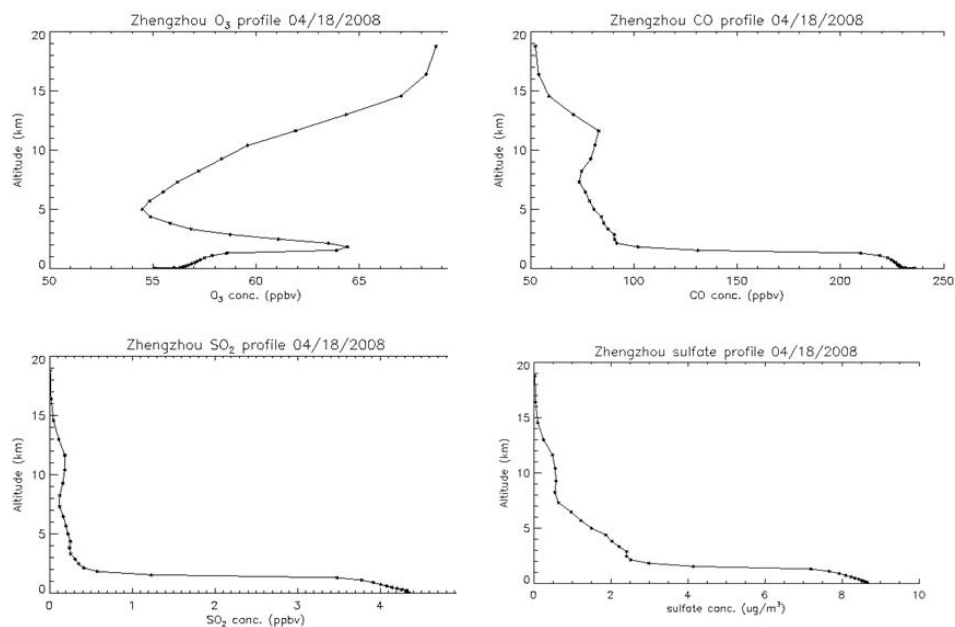 Zhengzhou O₃ profile 04/18/2008
20
15
10
5
0
Altitude (km)
50 55 60 65
O₃ conc. (ppbv)
Zhengzhou CO profile 04/18/2008
20
15
10
5
0
Altitude (km)
50 100 150 200 250
CO conc. (ppbv)
Zhengzhou SO₂ profile 04/18/2008
20
15
10
5
0
Altitude (km)
0 1 2 3 4
SO₂ conc. (ppbv)
Zhengzhou sulfate profile 04/18/2008
20
15
10
5
0
Altitude (km)
0 2 4 6 8 10
sulfate conc. (ug/m³)